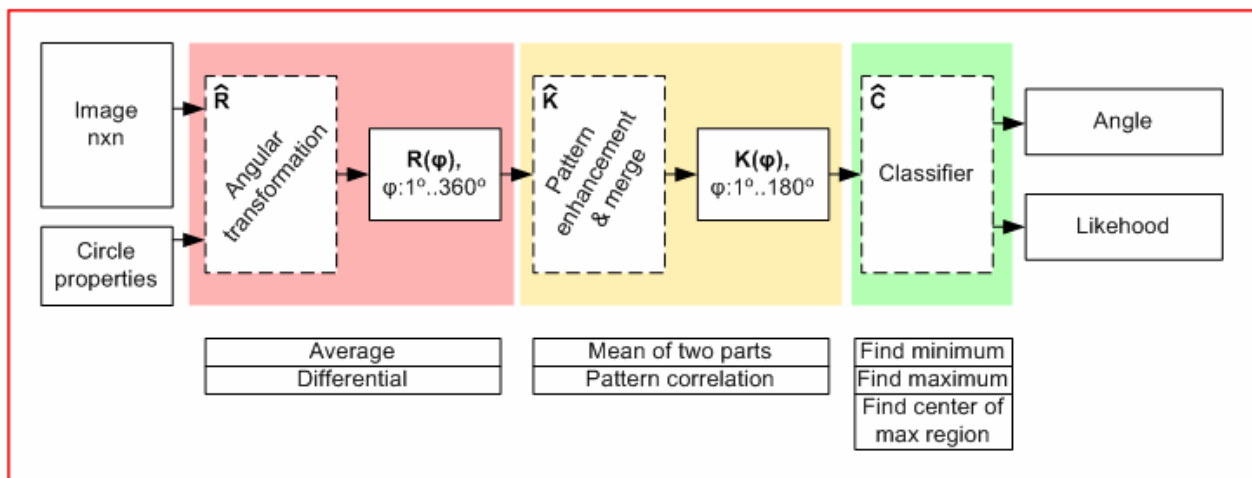 Image
nxn
Circle
properties
R̂
Angular
transformation
R(φ),
φ:1º..360º
K̂
Pattern
enhancement
& merge
K(φ),
φ:1º..180º
Ĉ
Classifier
Angle
Likehood
Average
Differential
Mean of two parts
Pattern correlation
Find minimum
Find maximum
Find center of
max region